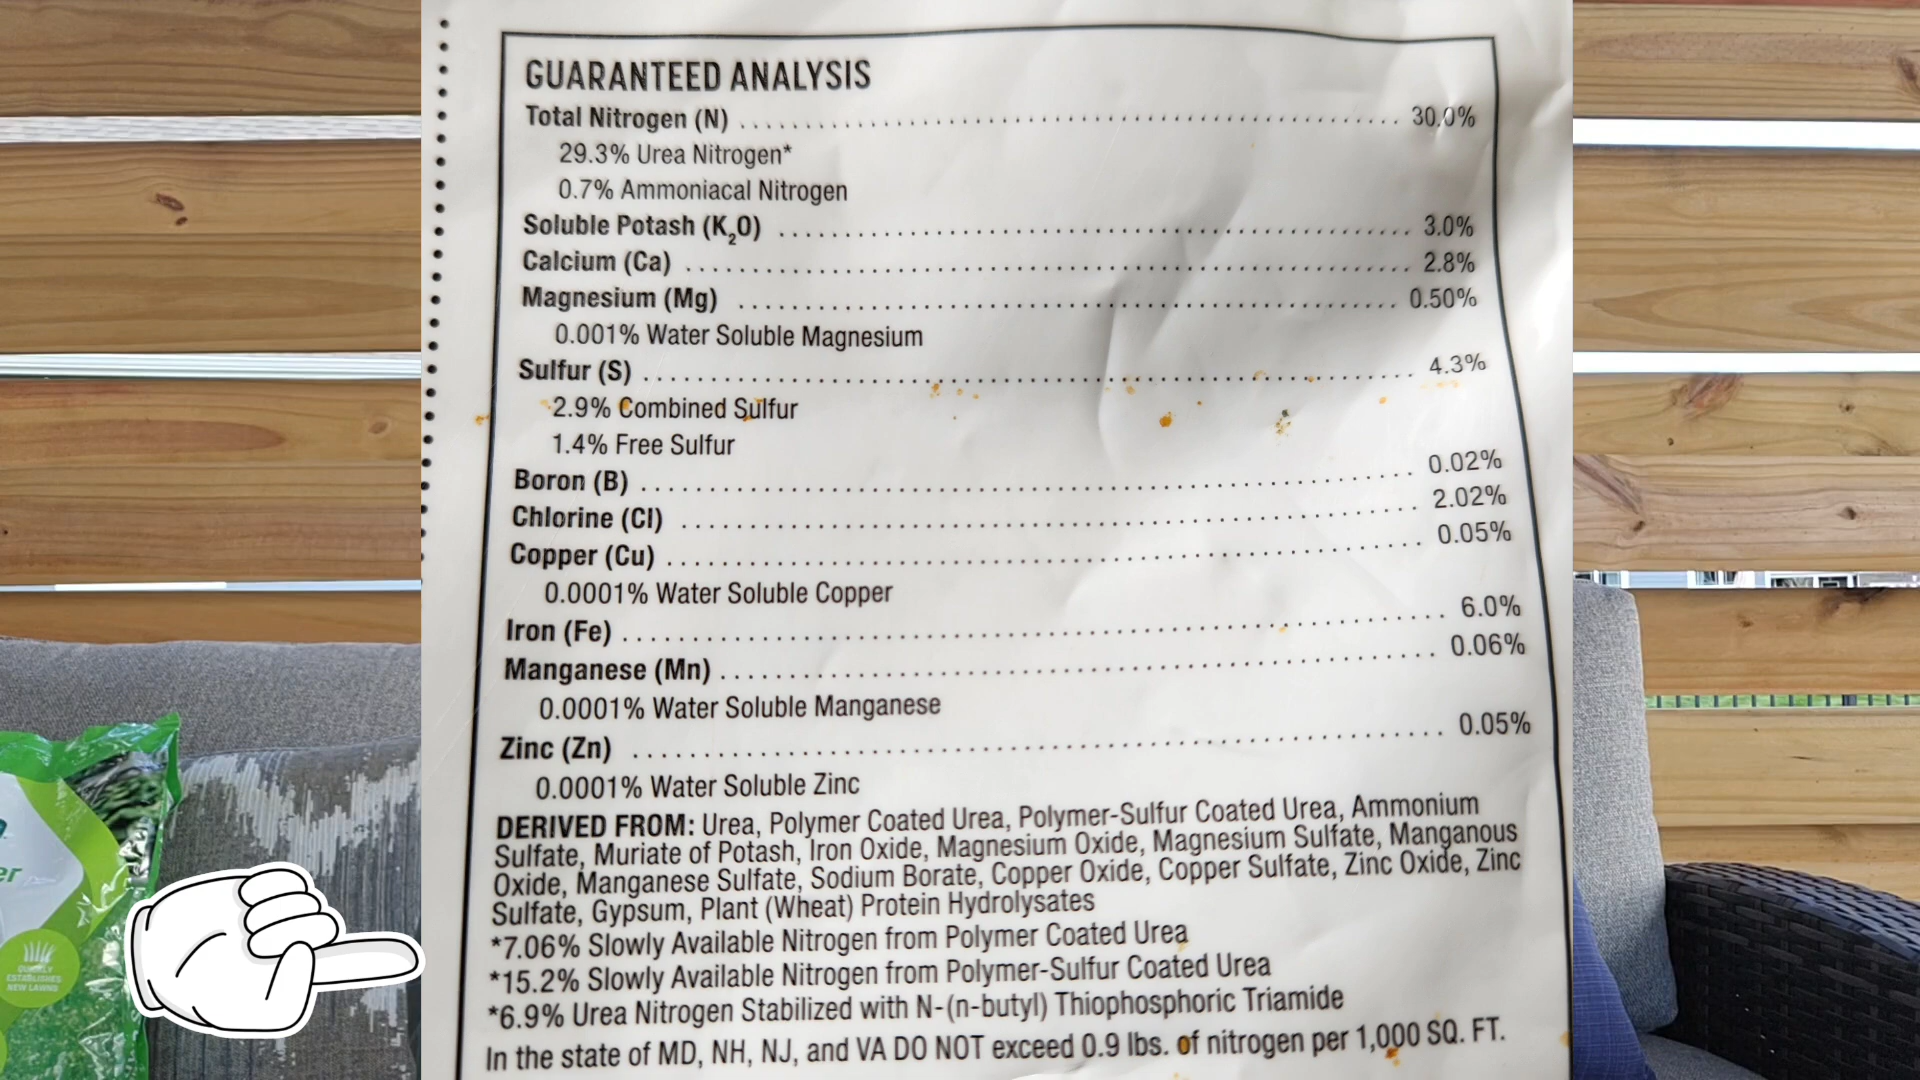 GUARANTEED ANALYSIS
Total Nitrogen (N) ........ 30.0%
29.3% Urea Nitrogen*
0.7% Ammoniacal Nitrogen
Soluble Potash (K₂O) ........ 3.0%
Calcium (Ca) ........ 2.8%
Magnesium (Mg) ........ 0.50%
0.001% Water Soluble Magnesium
Sulfur (S) ........ 4.3%
2.9% Combined Sulfur
1.4% Free Sulfur
Boron (B) ........ 0.02%
Chlorine (Cl) ........ 2.02%
Copper (Cu) ........ 0.05%
0.0001% Water Soluble Copper
Iron (Fe) ........ 6.0%
Manganese (Mn) ........ 0.06%
0.0001% Water Soluble Manganese
Zinc (Zn) ........ 0.05%
0.0001% Water Soluble Zinc
DERIVED FROM: Urea, Polymer Coated Urea, Polymer-Sulfur Coated Urea, Ammonium
Sulfate, Muriate of Potash, Iron Oxide, Magnesium Oxide, Magnesium Sulfate, Manganous
Oxide, Manganese Sulfate, Sodium Borate, Copper Oxide, Copper Sulfate, Zinc Oxide, Zinc
Sulfate, Gypsum, Plant (Wheat) Protein Hydrolysates
*7.06% Slowly Available Nitrogen from Polymer Coated Urea
*15.2% Slowly Available Nitrogen from Polymer-Sulfur Coated Urea
*6.9% Urea Nitrogen Stabilized with N-(n-butyl) Thiophosphoric Triamide
In the state of MD, NH, NJ, and VA DO NOT exceed 0.9 lbs. of nitrogen per 1,000 SQ. FT.
er
QUICKLY
ESTABLISHES
NEW LAWNS